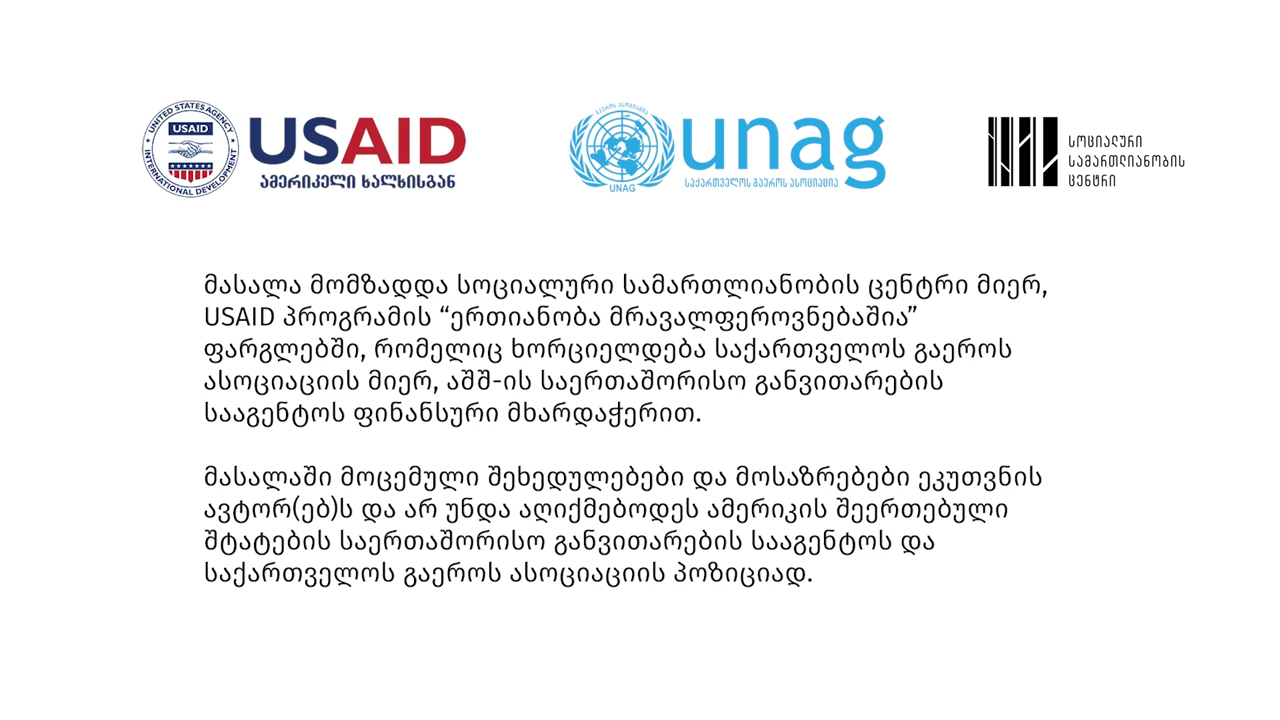 UNITED STATES AGENCY
USAID
INTERNATIONAL DEVELOPMENT
USAID
ამერიკელი ხალხისგან
გაეროს ასოციაცია
UNAG
unag
საქართველოს გაეროს ასოციაცია
სოციალური
სამართლიანობის
ცენტრი
მასალა მომზადდა სოციალური სამართლიანობის ცენტრი მიერ,
USAID პროგრამის “ერთიანობა მრავალფეროვნებაშია”
ფარგლებში, რომელიც ხორციელდება საქართველოს გაეროს
ასოციაციის მიერ, აშშ-ის საერთაშორისო განვითარების
სააგენტოს ფინანსური მხარდაჭერით.
მასალაში მოცემული შეხედულებები და მოსაზრებები ეკუთვნის
ავტორ(ებ)ს და არ უნდა აღიქმებოდეს ამერიკის შეერთებული
შტატების საერთაშორისო განვითარების სააგენტოს და
საქართველოს გაეროს ასოციაციის პოზიციად.